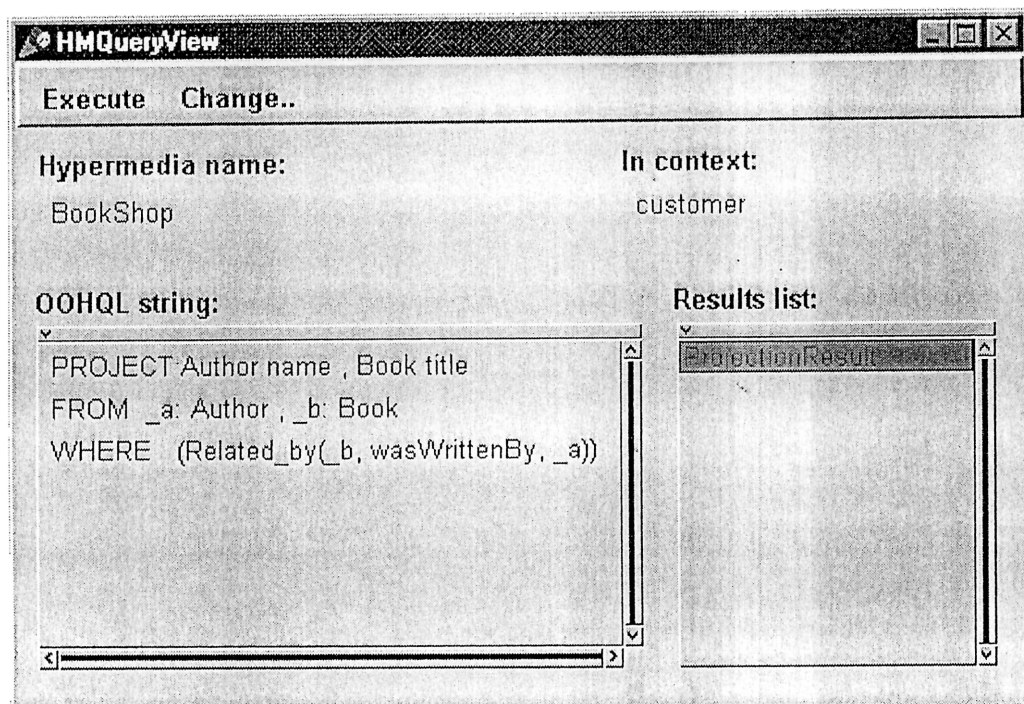 HMQueryView
Execute Change..
Hypermedia name:
In context:
BookShop
customer
OOHQL string:
Results list:
PROJECT Author name , Book title
FROM _a: Author , _b: Book
WHERE (Related_by(_b, wasWrittenBy, _a))
ProjectionResult